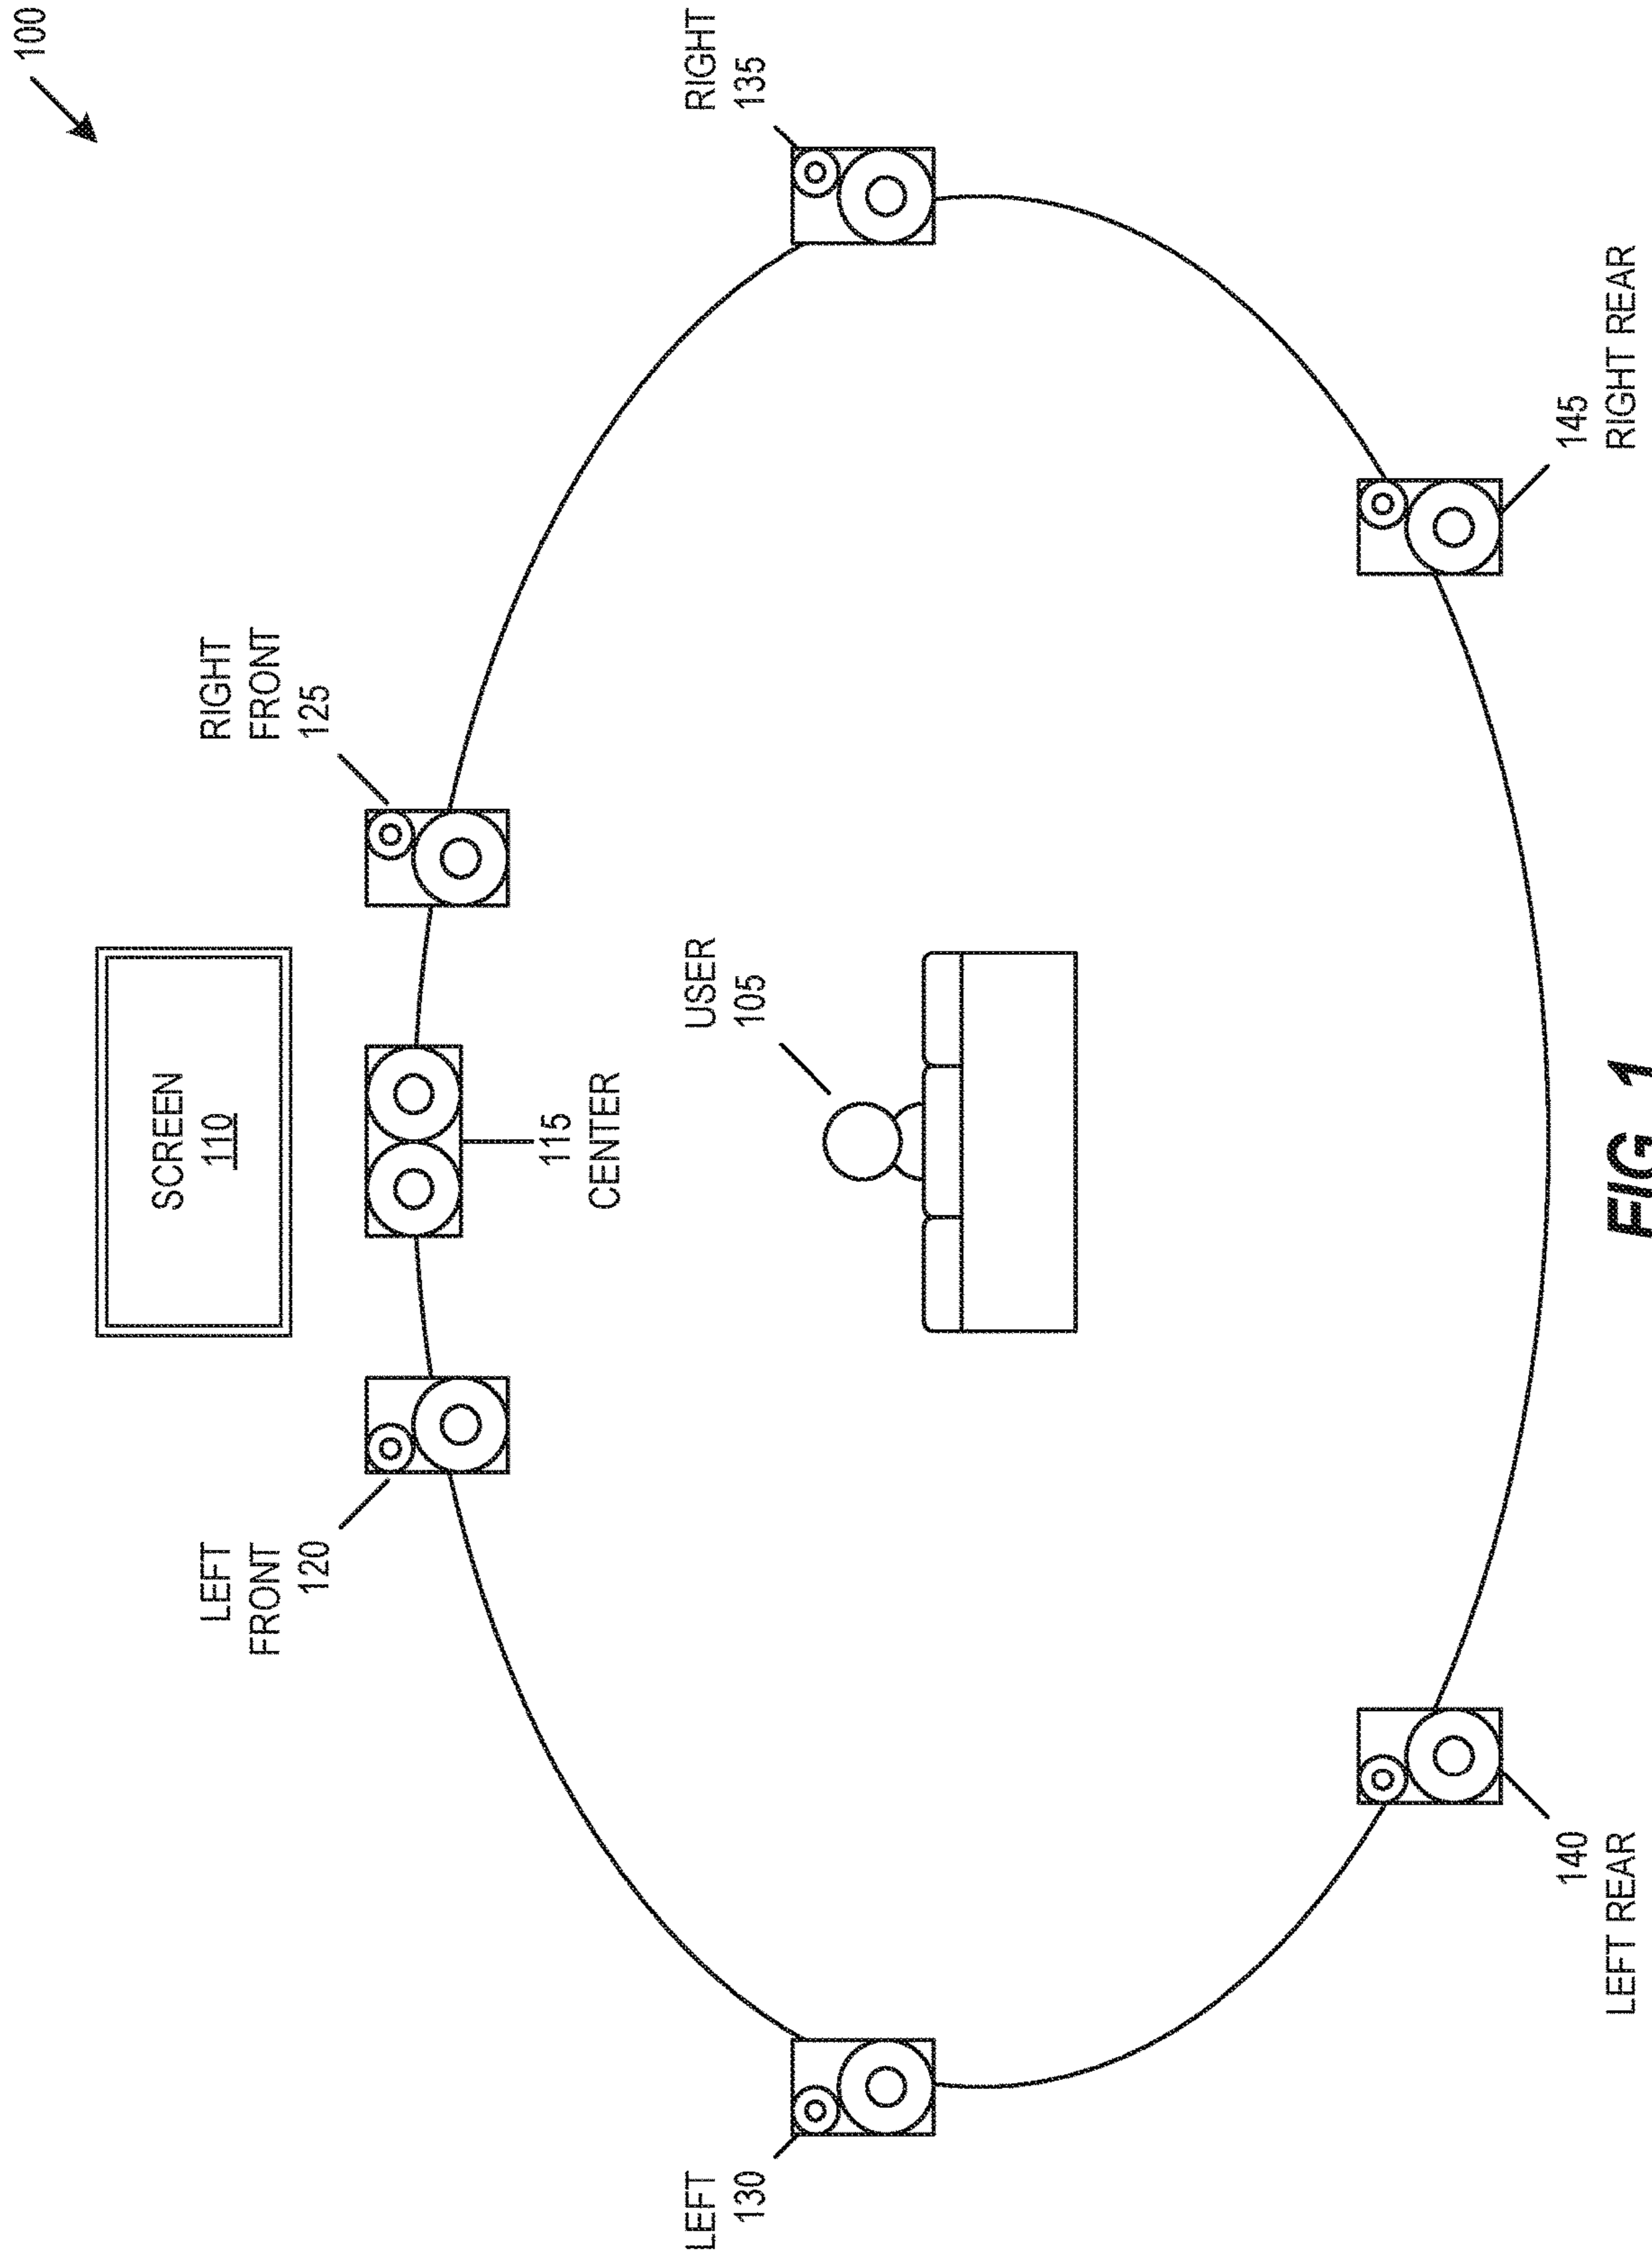 100
SCREEN
110
RIGHT
FRONT
125
LEFT
FRONT
120
115
CENTER
USER
105
LEFT
130
RIGHT
135
140
LEFT REAR
145
RIGHT REAR
FIG. 1